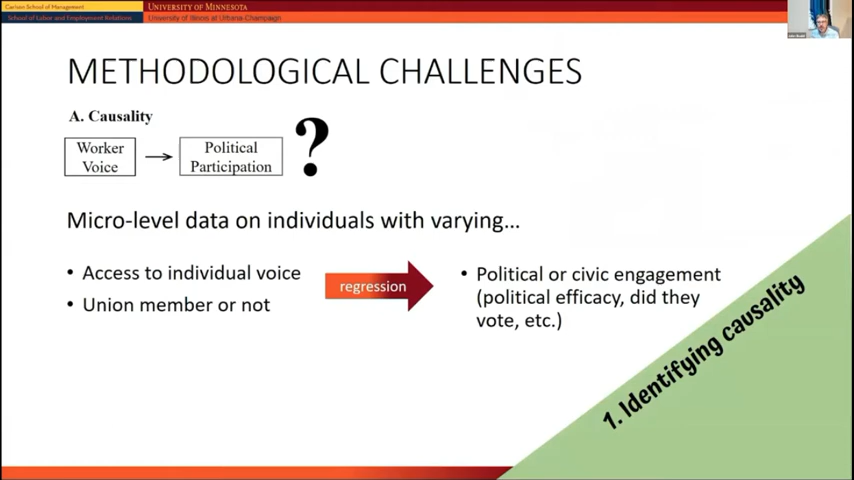 Carlson School of Management
UNIVERSITY OF MINNESOTA
School of Labor and Employment Relations
University of Illinois at Urbana-Champaign
METHODOLOGICAL CHALLENGES
A. Causality
Worker
Voice
Political
Participation
?
Micro-level data on individuals with varying…
• Access to individual voice
• Union member or not
regression
• Political or civic engagement
(political efficacy, did they
vote, etc.)
1. Identifying causality